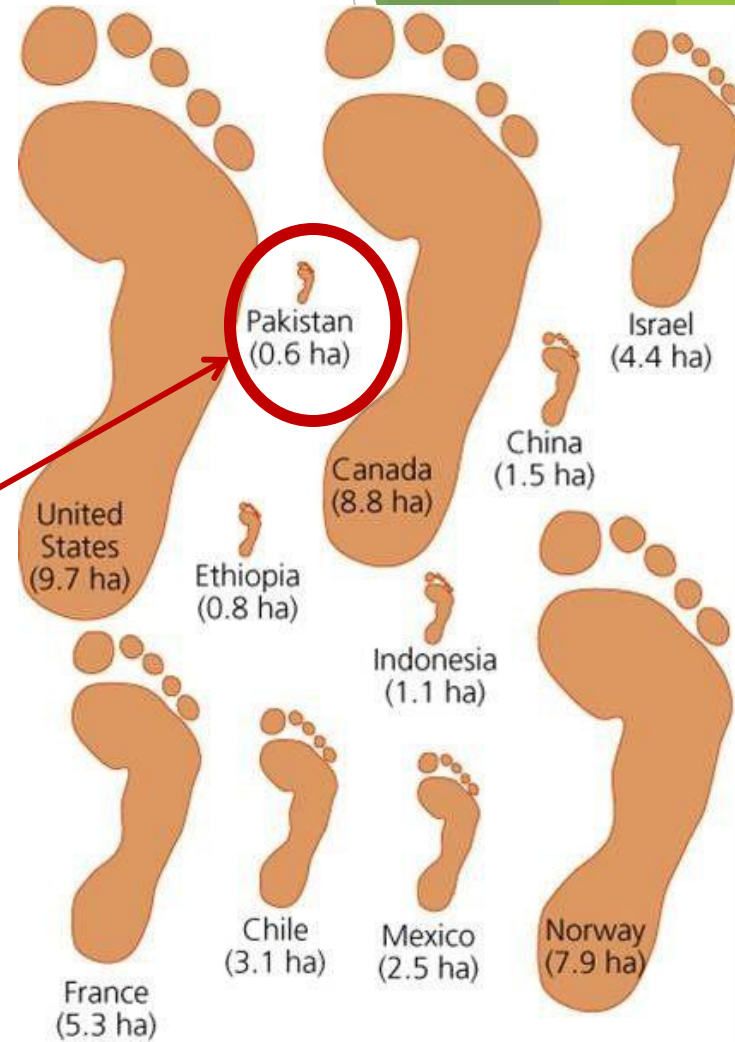 Pakistan
(0.6 ha)
Israel
(4.4 ha)
China
(1.5 ha)
Canada
(8.8 ha)
United
States
(9.7 ha)
Ethiopia
(0.8 ha)
Indonesia
(1.1 ha)
Chile
(3.1 ha)
Mexico
(2.5 ha)
Norway
(7.9 ha)
France
(5.3 ha)